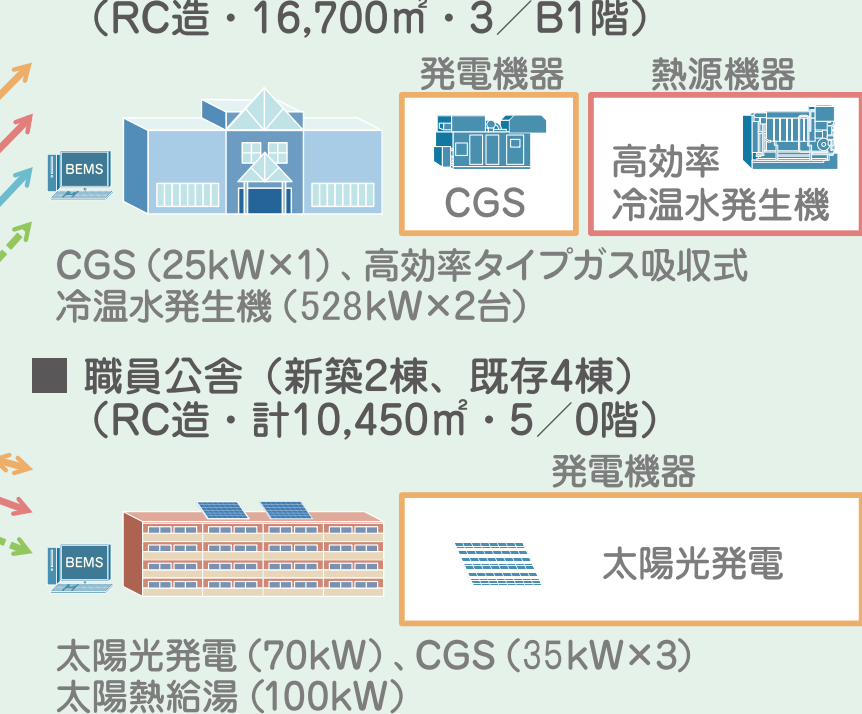 （RC造・16,700㎡・3／B1階）
発電機器
熱源機器
BEMS
CGS
高効率
冷温水発生機
CGS（25kW×1）、高効率タイプガス吸収式
冷温水発生機（528kW×2台）
■ 職員公舎（新築2棟、既存4棟）
（RC造・計10,450㎡・5／0階）
発電機器
BEMS
太陽光発電
太陽光発電（70kW）、CGS（35kW×3）
太陽熱給湯（100kW）